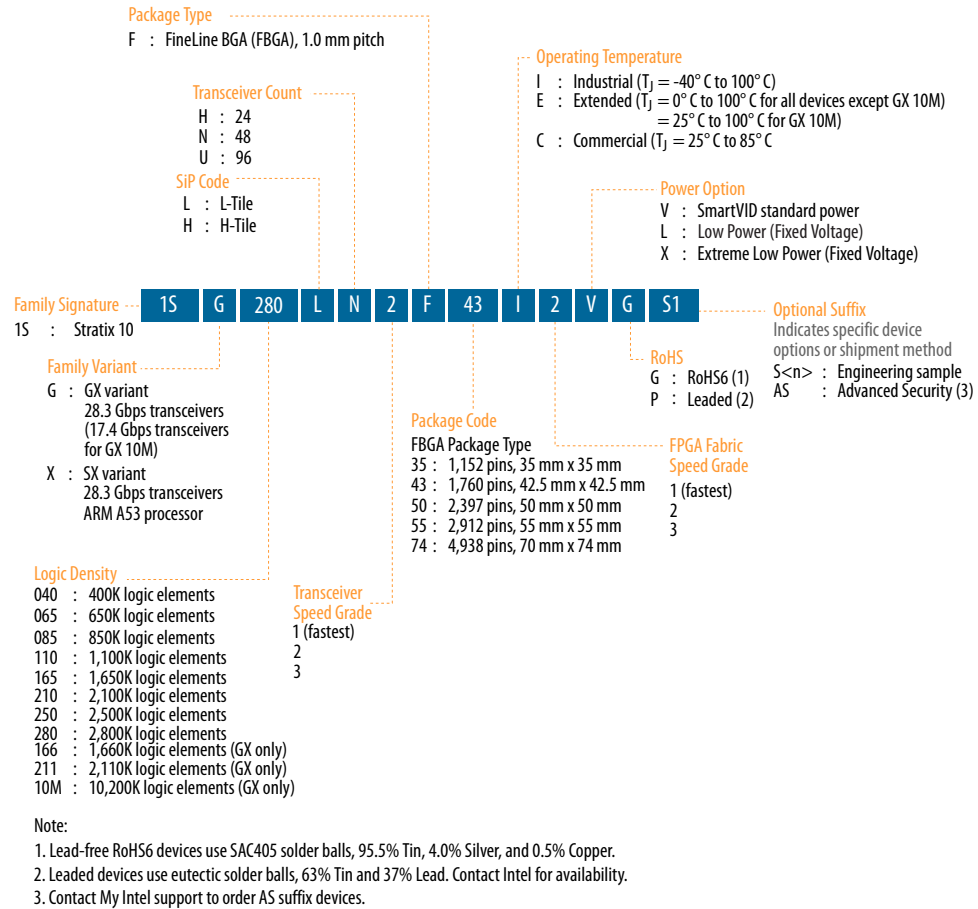 Package Type
F : FineLine BGA (FBGA), 1.0 mm pitch
Operating Temperature
I : Industrial (TJ = -40° C to 100° C)
E : Extended (TJ = 0° C to 100° C for all devices except GX 10M)
= 25° C to 100° C for GX 10M)
C : Commercial (TJ = 25° C to 85° C
Transceiver Count
H : 24
N : 48
U : 96
SiP Code
L : L-Tile
H : H-Tile
Power Option
V : SmartVID standard power
L : Low Power (Fixed Voltage)
X : Extreme Low Power (Fixed Voltage)
Family Signature
1S : Stratix 10
1S G 280 L N 2 F 43 I 2 V G S1
Optional Suffix
Indicates specific device
options or shipment method
S<n> : Engineering sample
AS : Advanced Security (3)
Family Variant
G : GX variant
28.3 Gbps transceivers
(17.4 Gbps transceivers
for GX 10M)
X : SX variant
28.3 Gbps transceivers
ARM A53 processor
RoHS
G : RoHS6 (1)
P : Leaded (2)
Package Code
FBGA Package Type
35 : 1,152 pins, 35 mm x 35 mm
43 : 1,760 pins, 42.5 mm x 42.5 mm
50 : 2,397 pins, 50 mm x 50 mm
55 : 2,912 pins, 55 mm x 55 mm
74 : 4,938 pins, 70 mm x 74 mm
FPGA Fabric
Speed Grade
1 (fastest)
2
3
Logic Density
040 : 400K logic elements
065 : 650K logic elements
085 : 850K logic elements
110 : 1,100K logic elements
165 : 1,650K logic elements
210 : 2,100K logic elements
250 : 2,500K logic elements
280 : 2,800K logic elements
166 : 1,660K logic elements (GX only)
211 : 2,110K logic elements (GX only)
10M : 10,200K logic elements (GX only)
Transceiver
Speed Grade
1 (fastest)
2
3
Note:
1. Lead-free RoHS6 devices use SAC405 solder balls, 95.5% Tin, 4.0% Silver, and 0.5% Copper.
2. Leaded devices use eutectic solder balls, 63% Tin and 37% Lead. Contact Intel for availability.
3. Contact My Intel support to order AS suffix devices.